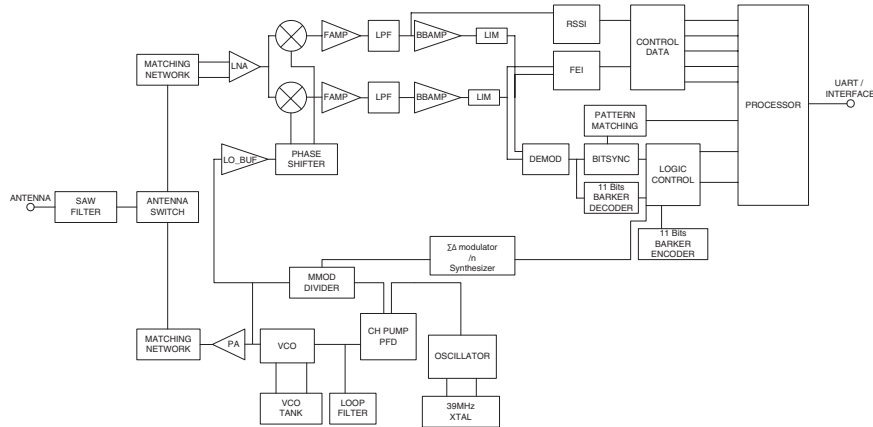 MATCHING
NETWORK
LNA
FAMP
LPF
BBAMP
LIM
RSSI
CONTROL
DATA
FEI
FAMP
LPF
BBAMP
LIM
PROCESSOR
UART /
INTERFACE
PATTERN
MATCHING
LO_BUF
PHASE
SHIFTER
DEMOD
BITSYNC
LOGIC
CONTROL
11 Bits
BARKER
DECODER
ANTENNA
SAW
FILTER
ANTENNA
SWITCH
11 Bits
BARKER
ENCODER
ΣΔ modulator
/n
Synthesizer
MMOD
DIVIDER
MATCHING
NETWORK
PA
VCO
CH PUMP
PFD
OSCILLATOR
VCO
TANK
LOOP
FILTER
39MHz
XTAL